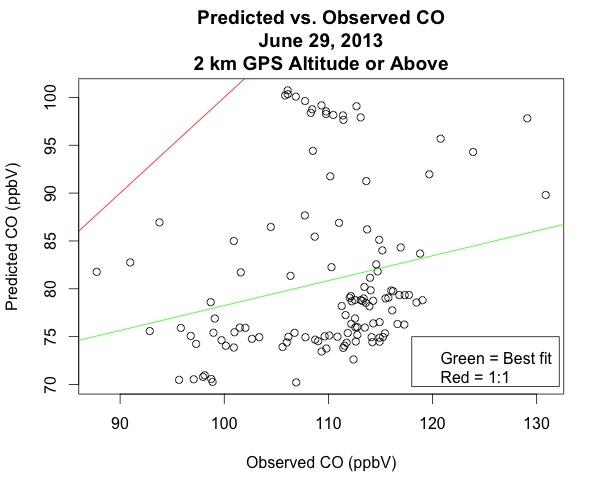 Predicted vs. Observed CO
June 29, 2013
2 km GPS Altitude or Above
100
95
90
85
80
75
70
Predicted CO (ppbV)
Green = Best fit
Red = 1:1
90 100 110 120 130
Observed CO (ppbV)